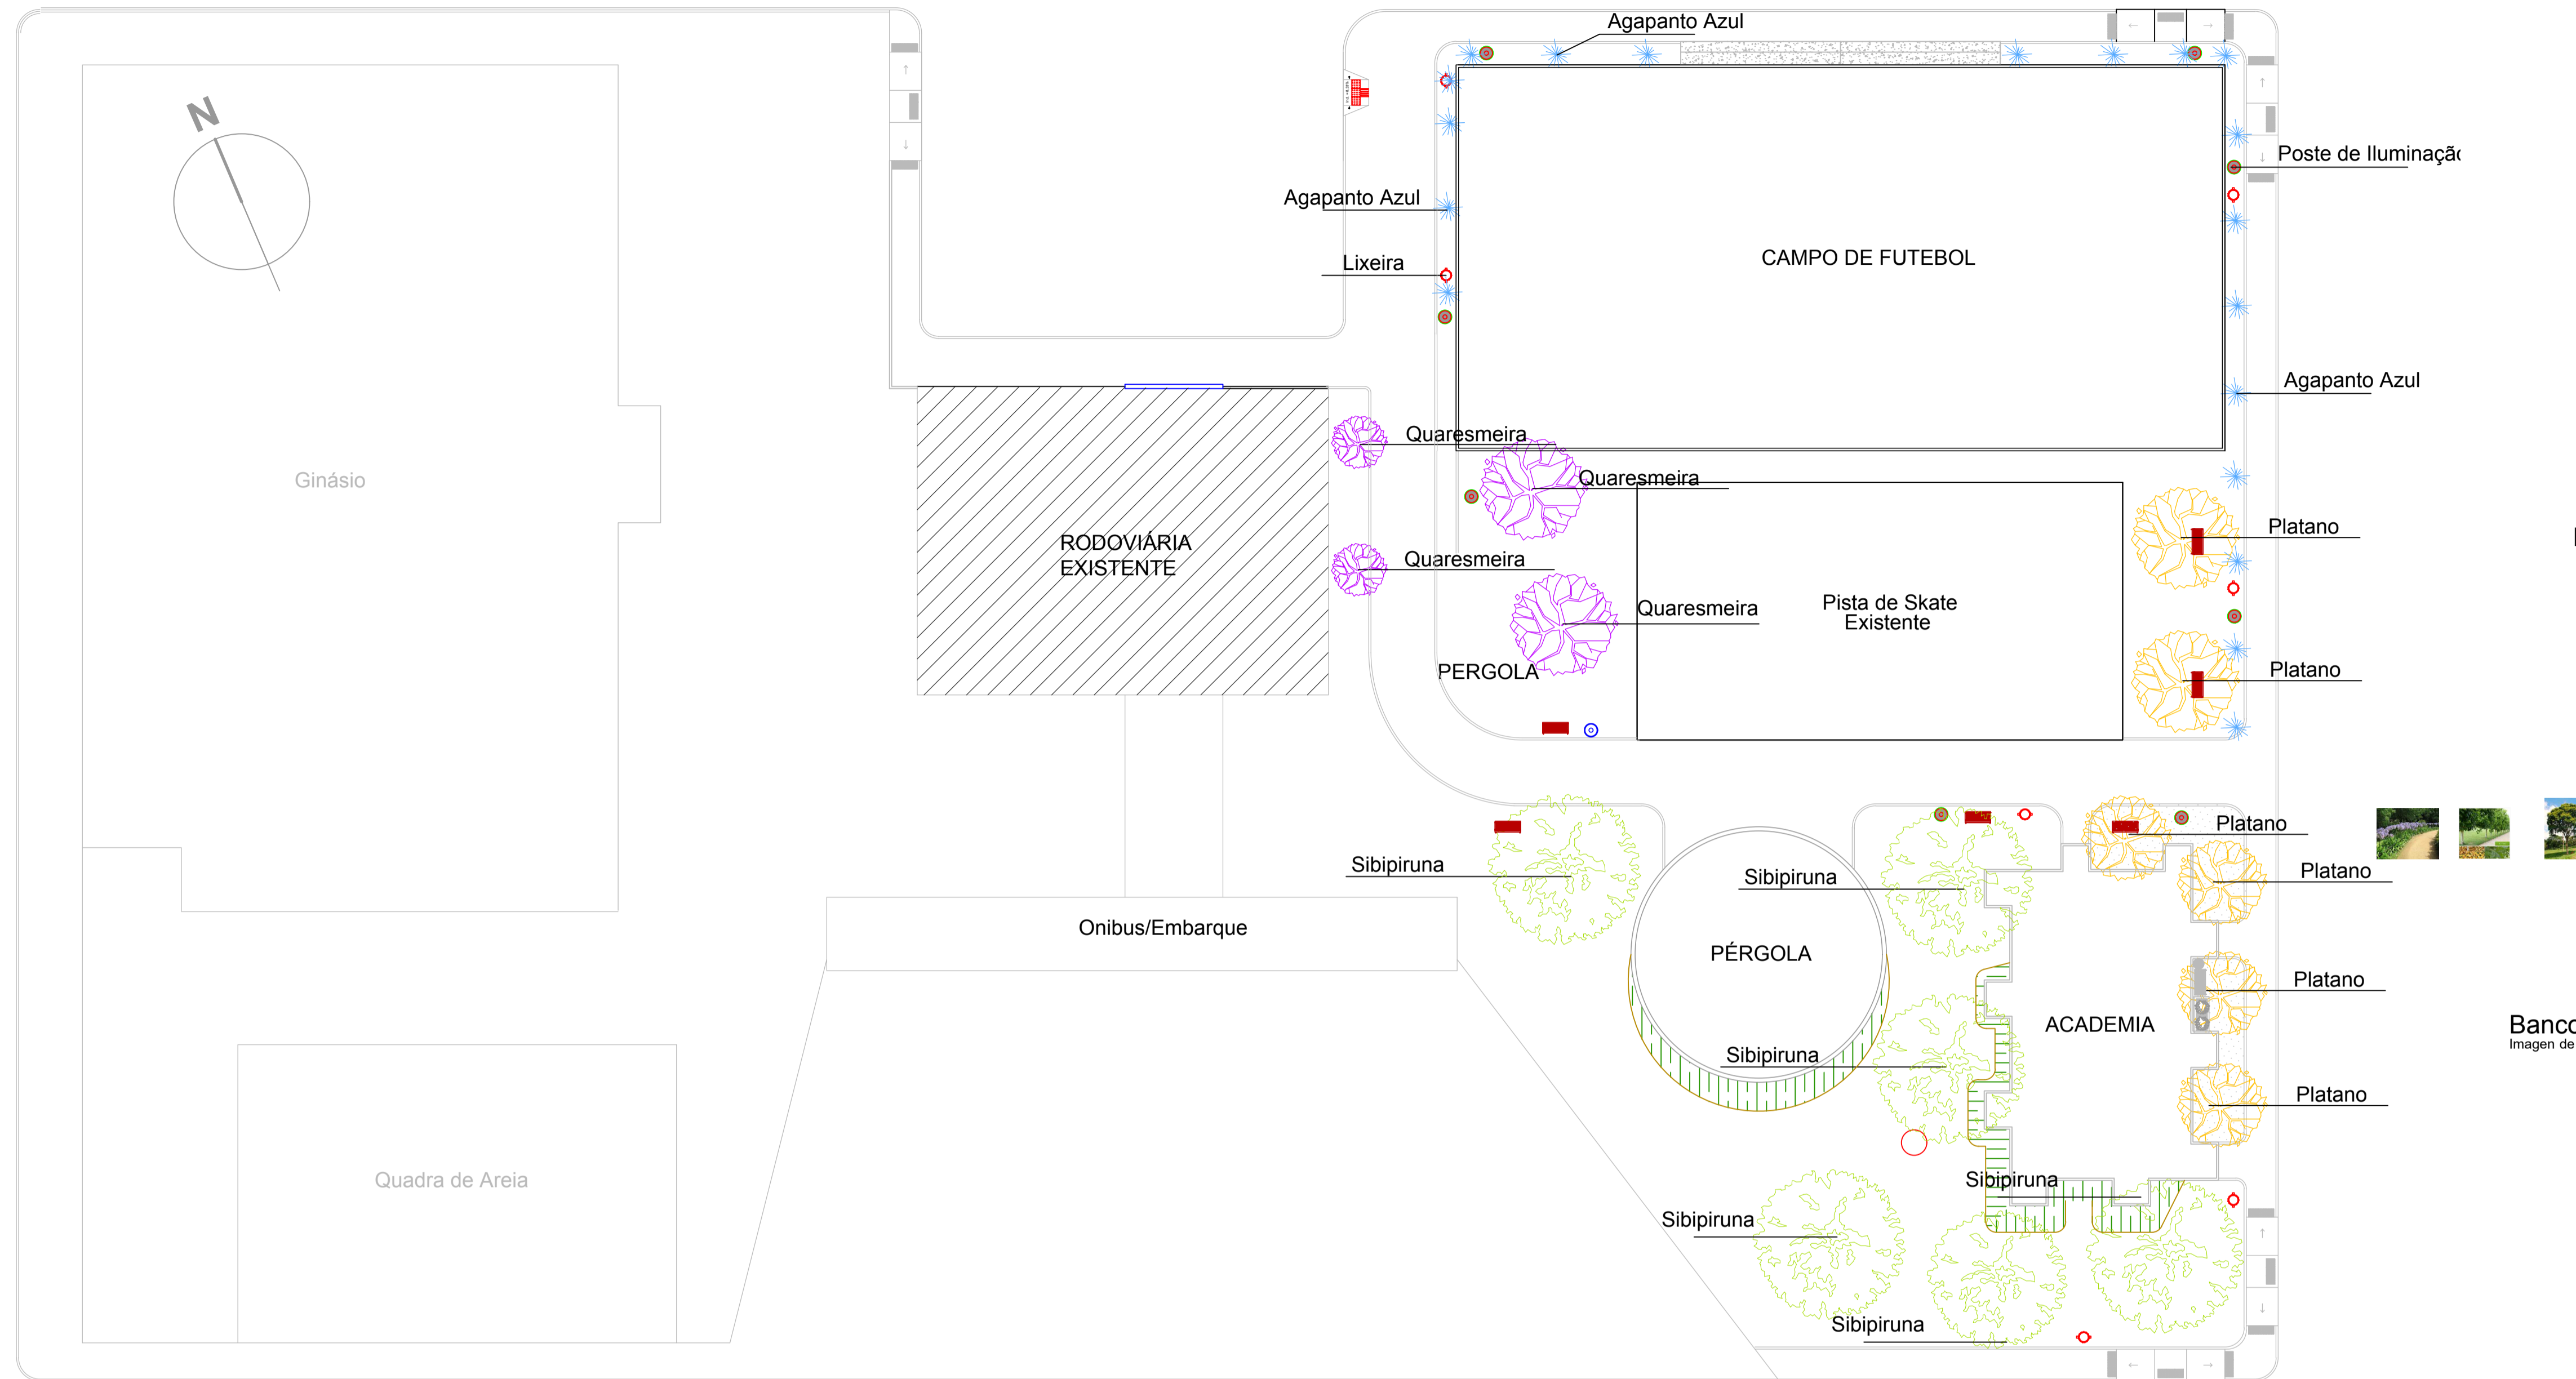 Agapanto Azul
N
Poste de Iluminaçã
Agapanto Azul
Lixeira
CAMPO DE FUTEBOL
Agapanto Azul
Quaresmeira
Quaresmeira
Ginásio
Platano
RODOVIÁRIA
EXISTENTE
Quaresmeira
Pista de Skate
Existente
Quaresmeira
PERGOLA
Platano
Platano
Sibipiruna
Sibipiruna
Platano
Onibus/Embarque
PÉRGOLA
Platano
ACADEMIA
Banco
Imagen de
Sibipiruna
Platano
Quadra de Areia
Sibipiruna
Sibipiruna
Sibipiruna